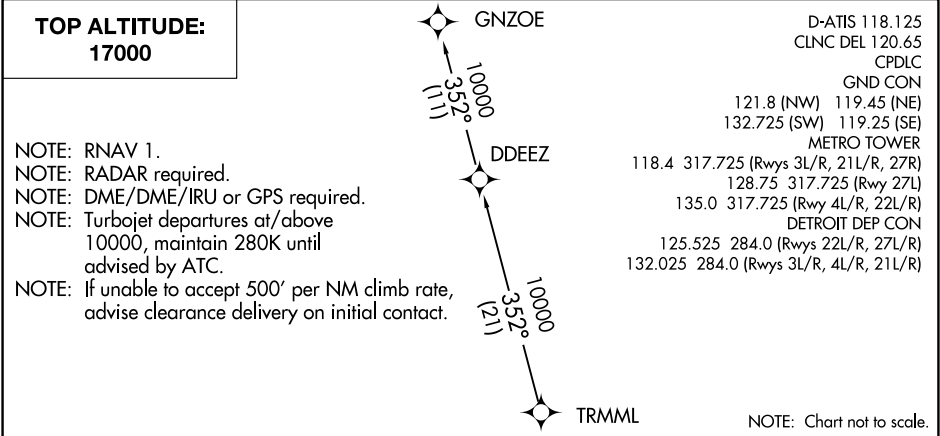 TOP ALTITUDE:
17000
NOTE: RNAV 1.
NOTE: RADAR required.
NOTE: DME/DME/IRU or GPS required.
NOTE: Turbojet departures at/above
10000, maintain 280K until
advised by ATC.
NOTE: If unable to accept 500' per NM climb rate,
advise clearance delivery on initial contact.
GNZOE
10000
352°
(11)
DDEEZ
10000
352°
(21)
TRMML
D-ATIS 118.125
CLNC DEL 120.65
CPDLC
GND CON
121.8 (NW) 119.45 (NE)
132.725 (SW) 119.25 (SE)
METRO TOWER
118.4 317.725 (Rwys 3L/R, 21L/R, 27R)
128.75 317.725 (Rwy 27L)
135.0 317.725 (Rwy 4L/R, 22L/R)
DETROIT DEP CON
125.525 284.0 (Rwys 22L/R, 27L/R)
132.025 284.0 (Rwys 3L/R, 4L/R, 21L/R)
NOTE: Chart not to scale.